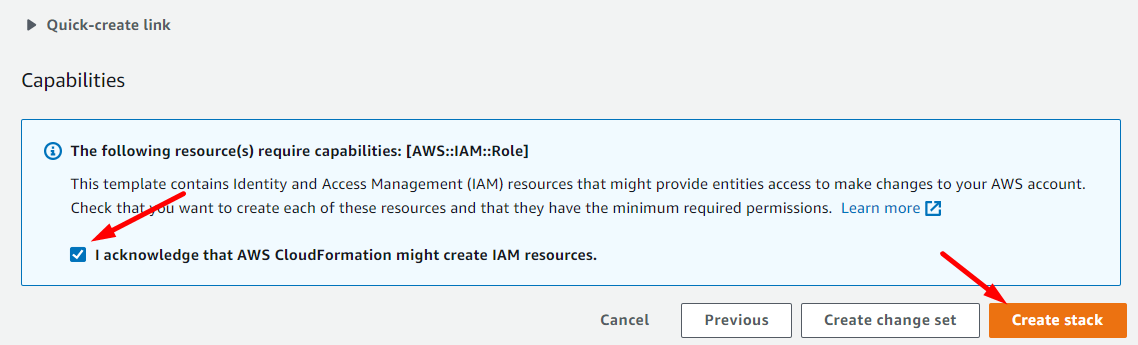 Quick-create link
Capabilities
The following resource(s) require capabilities: [AWS::IAM::Role]
This template contains Identity and Access Management (IAM) resources that might provide entities access to make changes to your AWS account.
Check that you want to create each of these resources and that they have the minimum required permissions. Learn more
I acknowledge that AWS CloudFormation might create IAM resources.
Cancel Previous Create change set Create stack